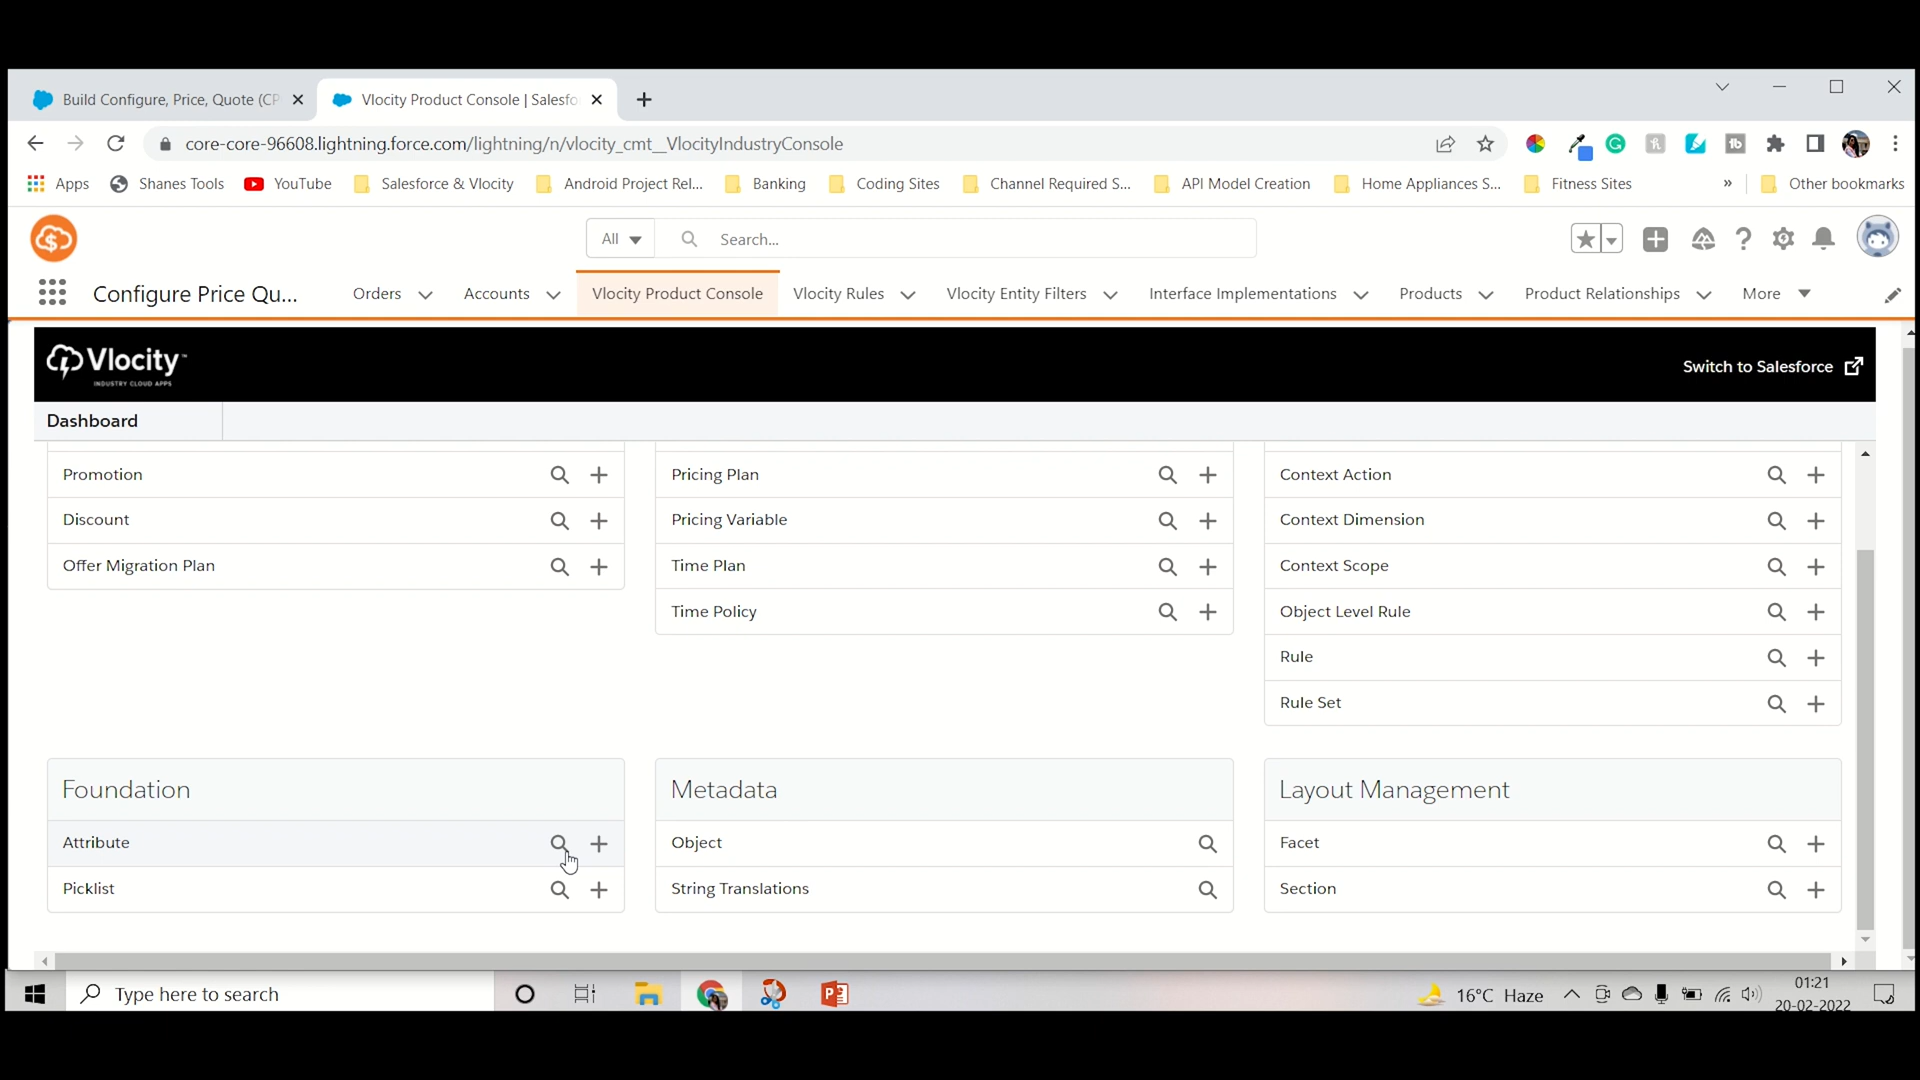 Build Configure, Price, Quote (CP
Vlocity Product Console | Salesfo
core-core-96608.lightning.force.com/lightning/n/vlocity_cmt__VlocityIndustryConsole
Apps
Shanes Tools
YouTube
Salesforce & Vlocity
Android Project Rel...
Banking
Coding Sites
Channel Required S...
API Model Creation
Home Appliances S...
Fitness Sites
»
Other bookmarks
All
Search...
Configure Price Qu...
Orders
Accounts
Vlocity Product Console
Vlocity Rules
Vlocity Entity Filters
Interface Implementations
Products
Product Relationships
More
Vlocity™
INDUSTRY CLOUD APPS
Switch to Salesforce
Dashboard
Promotion
Discount
Offer Migration Plan
Pricing Plan
Pricing Variable
Time Plan
Time Policy
Context Action
Context Dimension
Context Scope
Object Level Rule
Rule
Rule Set
Foundation
Attribute
Picklist
Metadata
Object
String Translations
Layout Management
Facet
Section
Type here to search
16°C Haze
01:21
20-02-2022